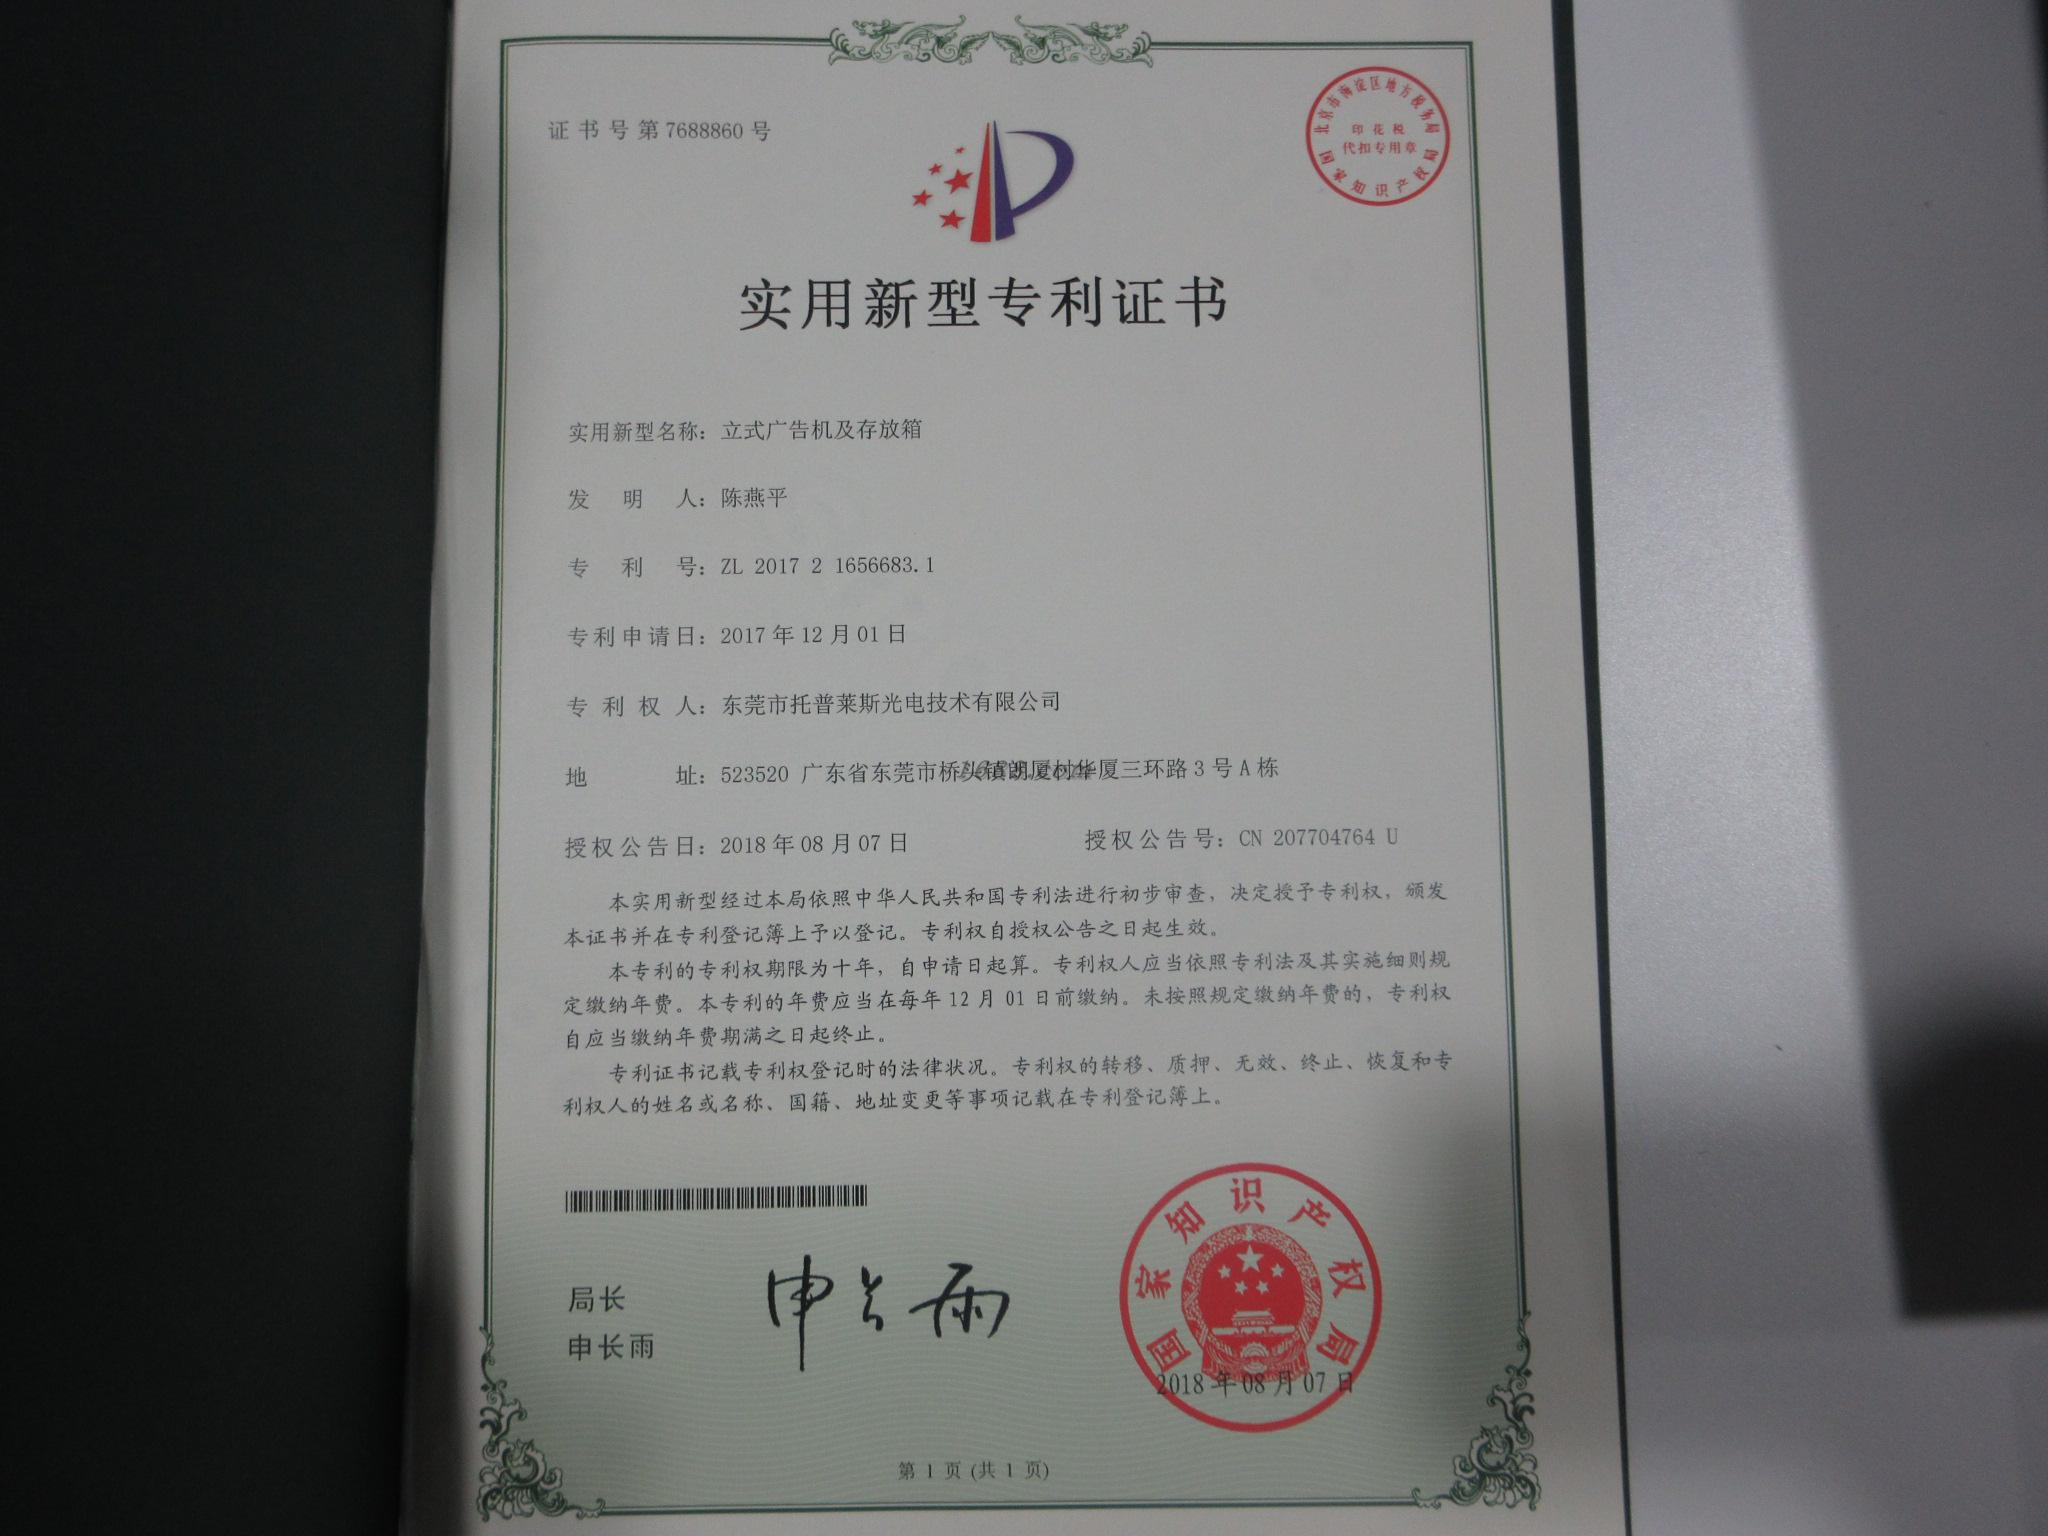 证书号第7688860号
北京市海淀区地方税务局
印花税
代扣专用章
国家知识产权局
实用新型专利证书
实用新型名称：立式广告机及存放箱
发明人：陈燕平
专利号：ZL 2017 2 1656683.1
专利申请日：2017年12月01日
专利权人：东莞市托普莱斯光电技术有限公司
地址：523520 广东省东莞市桥头镇朗厦村华厦三环路3号A栋
授权公告日：2018年08月07日 授权公告号：CN 207704764 U
本实用新型经过本局依照中华人民共和国专利法进行初步审查，决定授予专利权，颁发
本证书并在专利登记簿上予以登记。专利权自授权公告之日起生效。
本专利的专利权期限为十年，自申请日起算。专利权人应当依照专利法及其实施细则规
定缴纳年费。本专利的年费应当在每年12月01日前缴纳。未按照规定缴纳年费的，专利权
自应当缴纳年费期满之日起终止。
专利证书记载专利权登记时的法律状况。专利权的转移、质押、无效、终止、恢复和专
利权人的姓名或名称、国籍、地址变更等事项记载在专利登记簿上。
局长
申长雨
申长雨
国家知识产权局
2018年08月07日
第1页(共1页)